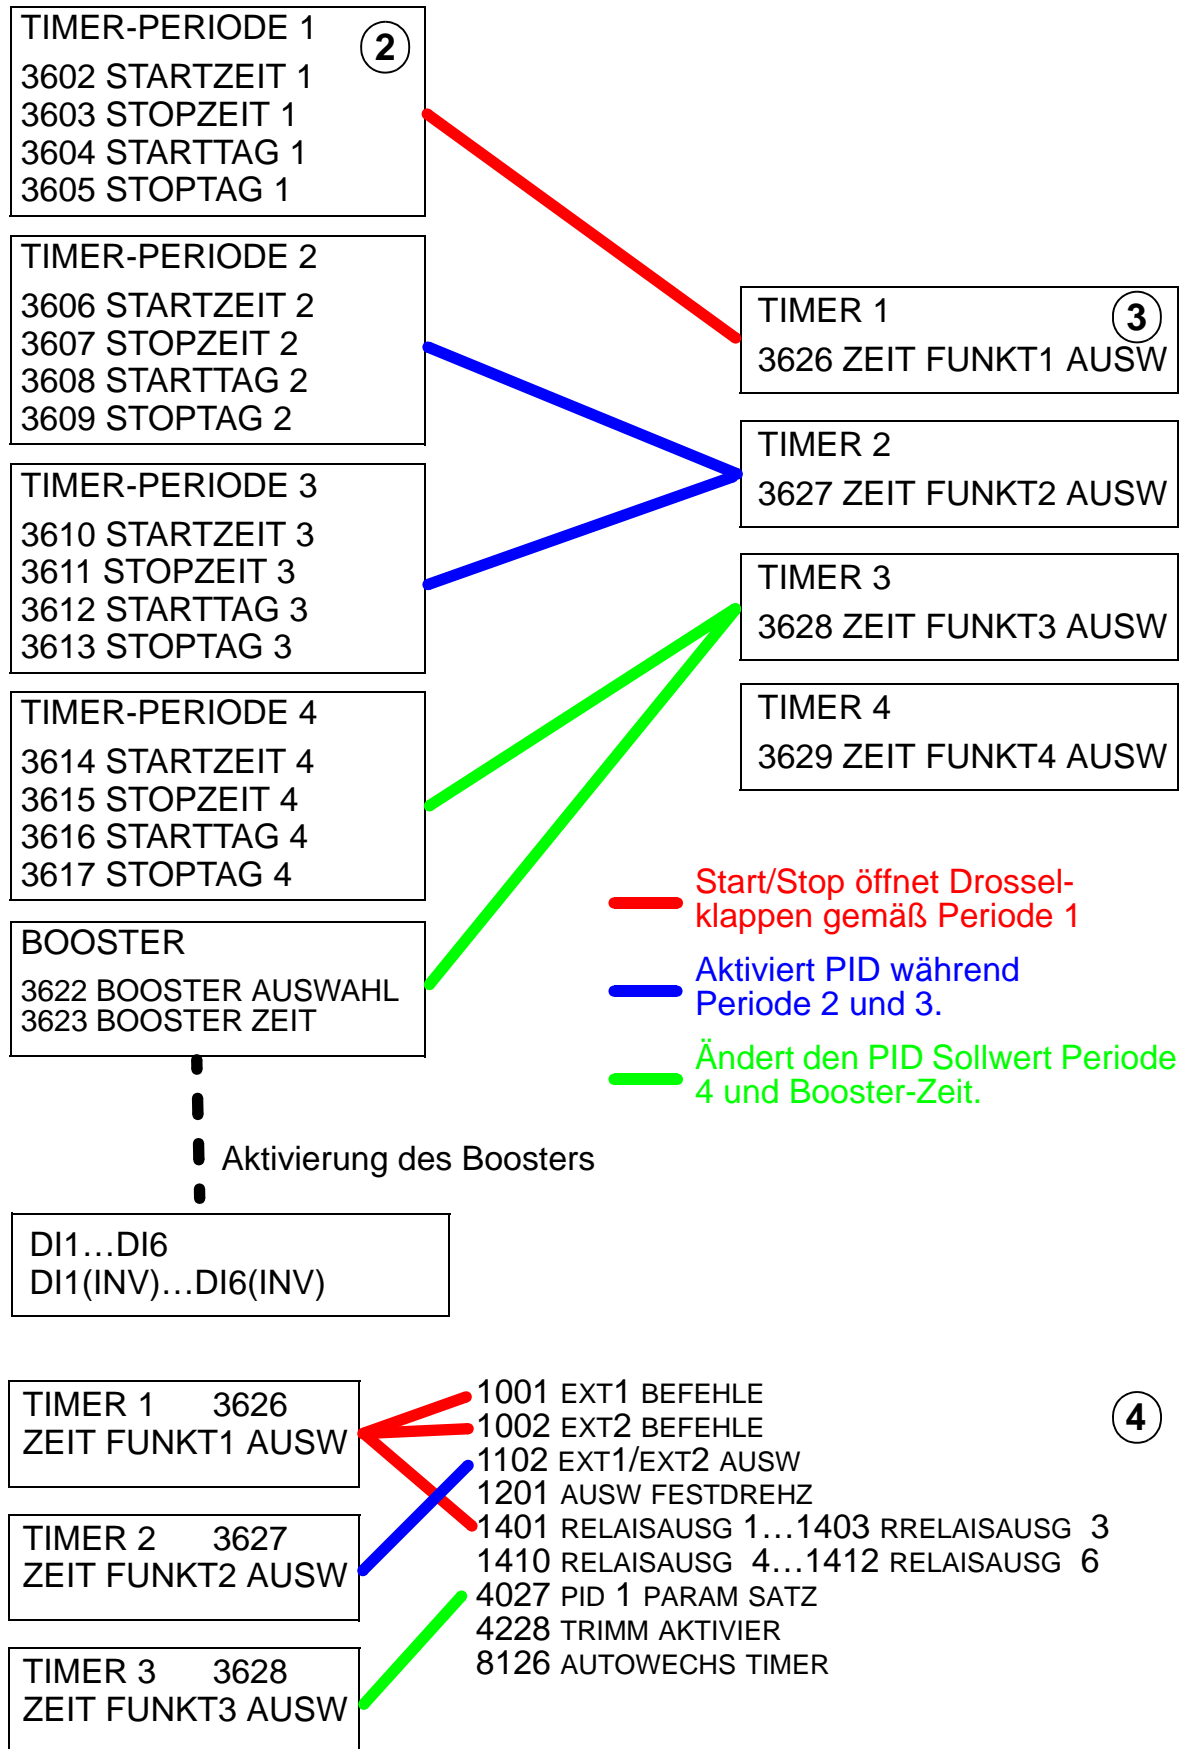 TIMER-PERIODE 1
2
3602 STARTZEIT 1
3603 STOPZEIT 1
3604 STARTTAG 1
3605 STOPTAG 1
TIMER-PERIODE 2
3606 STARTZEIT 2
3607 STOPZEIT 2
3608 STARTTAG 2
3609 STOPTAG 2
TIMER-PERIODE 3
3610 STARTZEIT 3
3611 STOPZEIT 3
3612 STARTTAG 3
3613 STOPTAG 3
TIMER-PERIODE 4
3614 STARTZEIT 4
3615 STOPZEIT 4
3616 STARTTAG 4
3617 STOPTAG 4
BOOSTER
3622 BOOSTER AUSWAHL
3623 BOOSTER ZEIT
Aktivierung des Boosters
DI1…DI6
DI1(INV)…DI6(INV)
TIMER 1
3
3626 ZEIT FUNKT1 AUSW
TIMER 2
3627 ZEIT FUNKT2 AUSW
TIMER 3
3628 ZEIT FUNKT3 AUSW
TIMER 4
3629 ZEIT FUNKT4 AUSW
Start/Stop öffnet Drossel-
klappen gemäß Periode 1
Aktiviert PID während
Periode 2 und 3.
Ändert den PID Sollwert Periode
4 und Booster-Zeit.
TIMER 1 3626
ZEIT FUNKT1 AUSW
TIMER 2 3627
ZEIT FUNKT2 AUSW
TIMER 3 3628
ZEIT FUNKT3 AUSW
1001 EXT1 BEFEHLE
1002 EXT2 BEFEHLE
1102 EXT1/EXT2 AUSW
1201 AUSW FESTDREHZ
1401 RELAISAUSG 1…1403 RRELAISAUSG 3
1410 RELAISAUSG 4…1412 RELAISAUSG 6
4027 PID 1 PARAM SATZ
4228 TRIMM AKTIVIER
8126 AUTOWECHS TIMER
4